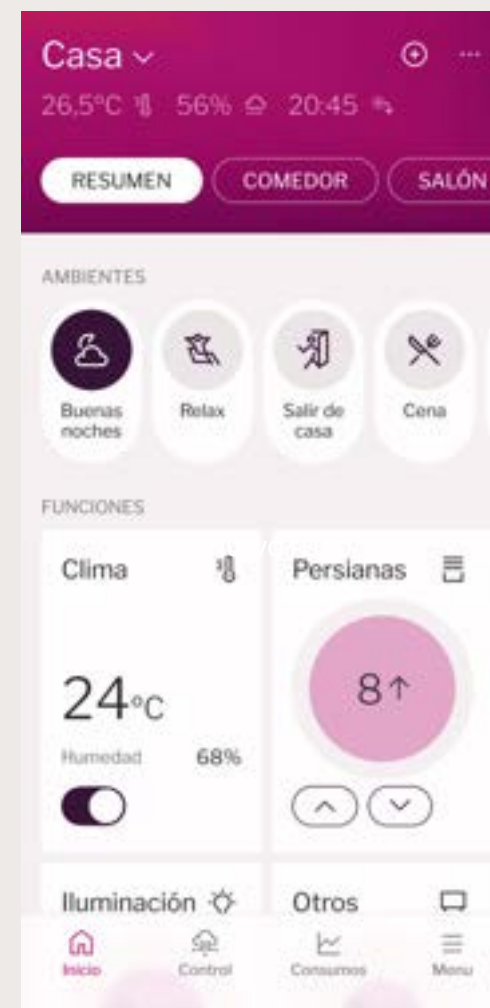 Casa
26,5°C 56% 20:45
RESUMEN COMEDOR SALÓN
AMBIENTES
Buenas noches
Relax
Salir de casa
Cena
FUNCIONES
Clima
Persianas
24°C
8↑
Humedad 68%
Iluminación
Otros
Inicio Control Consumos Menu